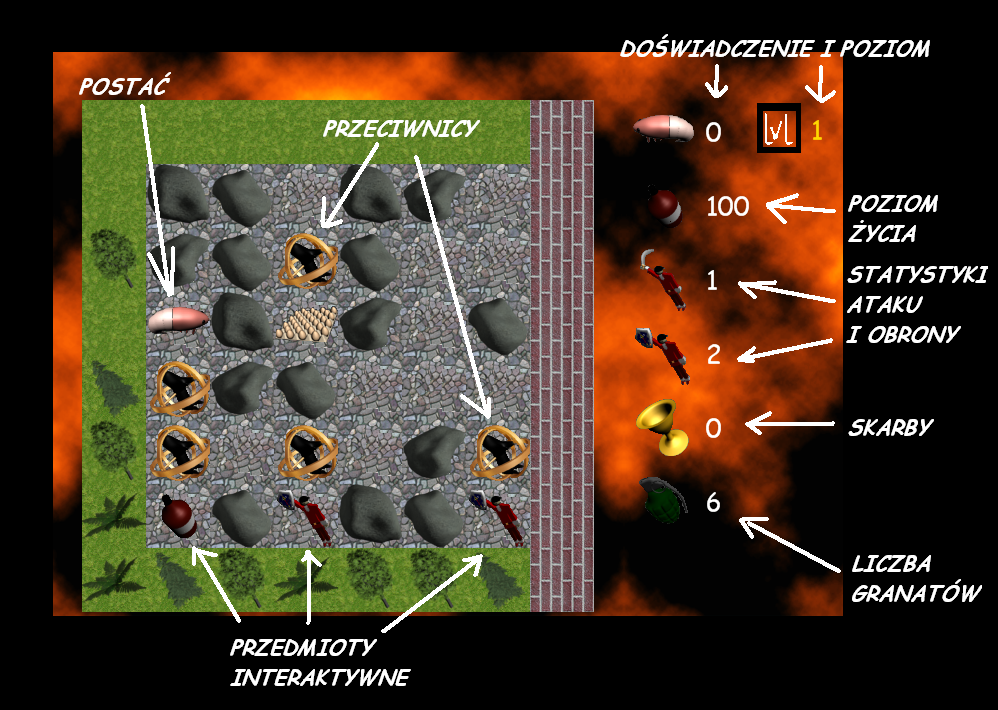 DOŚWIADCZENIE I POZIOM
POSTAĆ
PRZECIWNICY
0
lvl
1
100
POZIOM
ŻYCIA
1
STATYSTYKI
ATAKU
I OBRONY
2
0
SKARBY
6
LICZBA
GRANATÓW
PRZEDMIOTY
INTERAKTYWNE